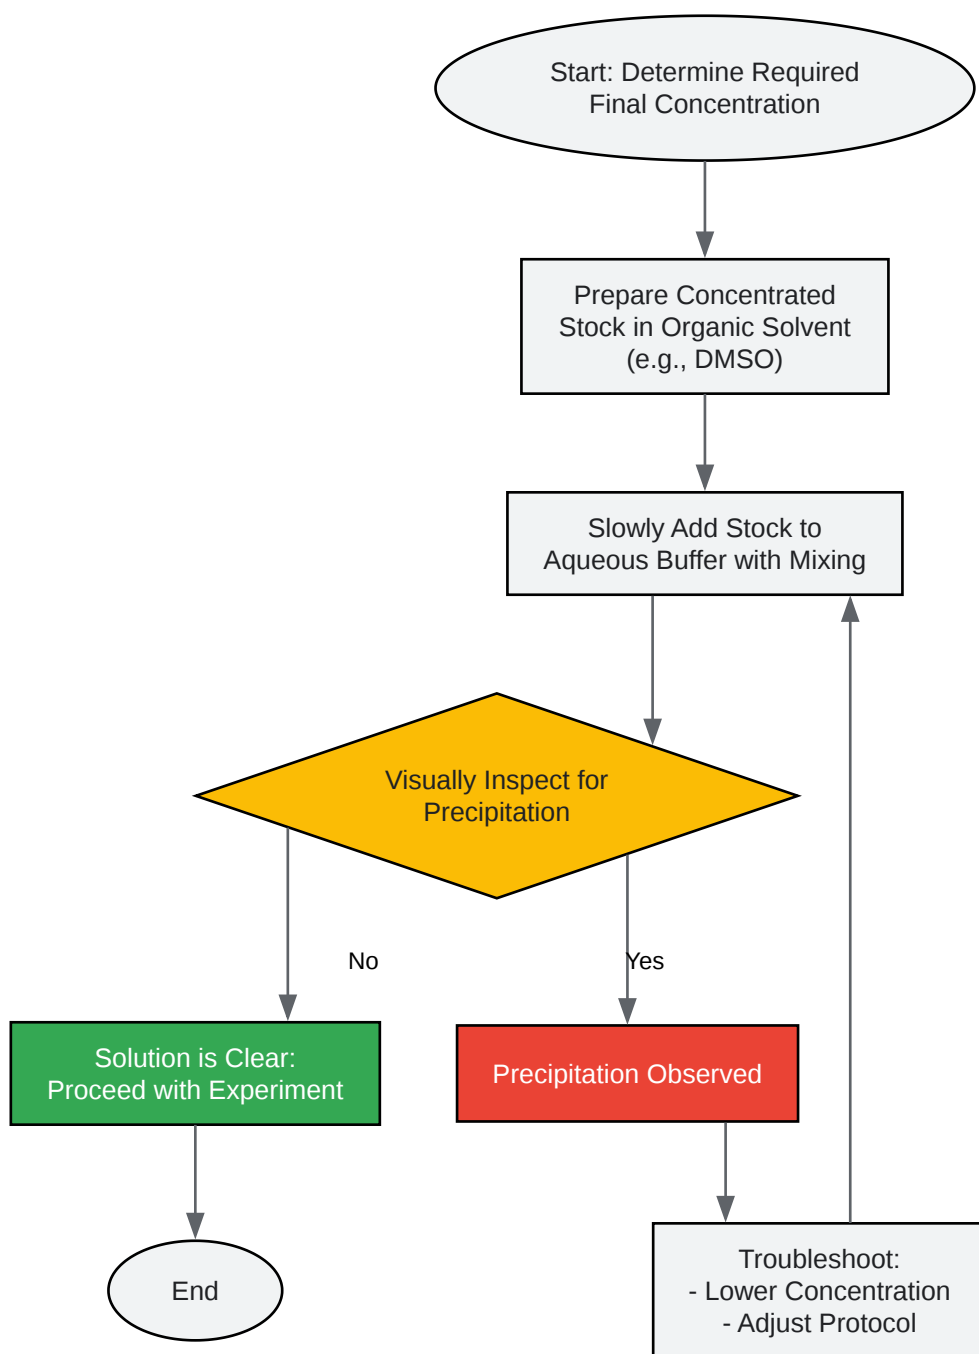 Start: Determine Required
Final Concentration
Prepare Concentrated
Stock in Organic Solvent
(e.g., DMSO)
Slowly Add Stock to
Aqueous Buffer with Mixing
Visually Inspect for
Precipitation
No
Yes
Solution is Clear:
Proceed with Experiment
Precipitation Observed
End
Troubleshoot:
- Lower Concentration
- Adjust Protocol